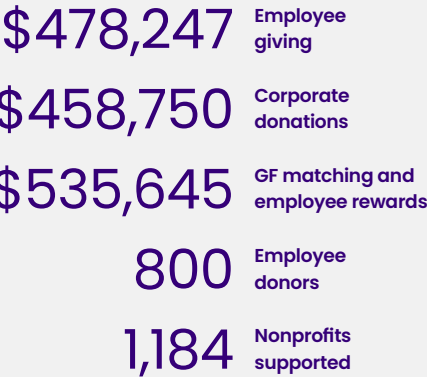 $478,247 Employee
giving
$458,750 Corporate
donations
$535,645 GF matching and
employee rewards
800 Employee
donors
1,184 Nonprofits
supported